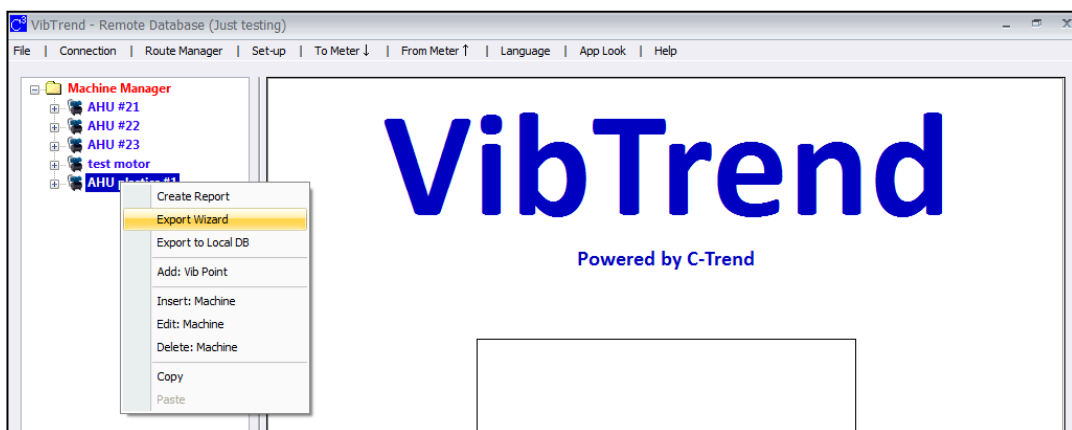 C³ VibTrend - Remote Database (Just testing)
File | Connection | Route Manager | Set-up | To Meter ↓ | From Meter ↑ | Language | App Look | Help
Machine Manager
AHU #21
AHU #22
AHU #23
test motor
AHU #1
Create Report
Export Wizard
Export to Local DB
Add: Vib Point
Insert: Machine
Edit: Machine
Delete: Machine
Copy
Paste
VibTrend
Powered by C-Trend